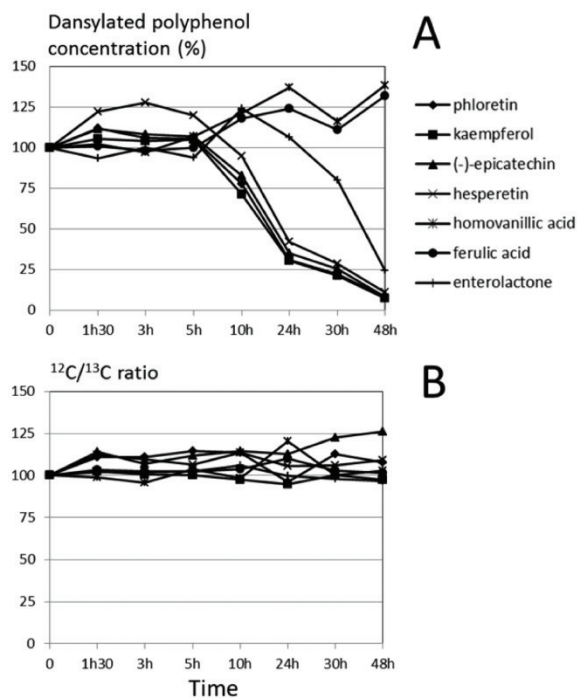 Dansylated polyphenol
concentration (%)
A
150
125
100
75
50
25
0
0 1h30 3h 5h 10h 24h 30h 48h
phloretin
kaempferol
(-)-epicatechin
hesperetin
homovanillic acid
ferulic acid
enterolactone
¹²C/¹³C ratio
B
150
125
100
75
50
25
0
0 1h30 3h 5h 10h 24h 30h 48h
Time